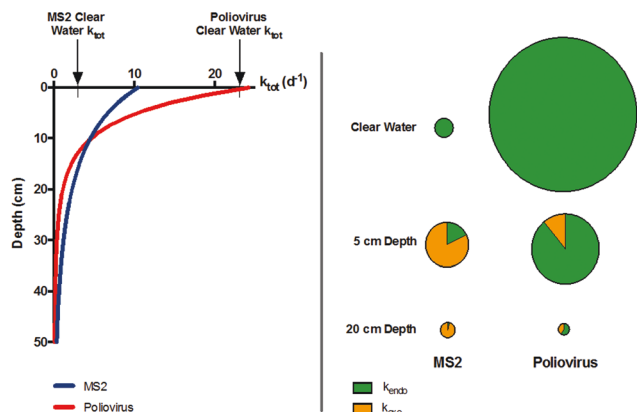 MS2 Clear
Water ktot
Poliovirus
Clear Water ktot
0 10 20 ktot (d-1)
0
10
20
30
40
50
Depth (cm)
MS2
Poliovirus
Clear Water
5 cm Depth
20 cm Depth
MS2 Poliovirus
kendo